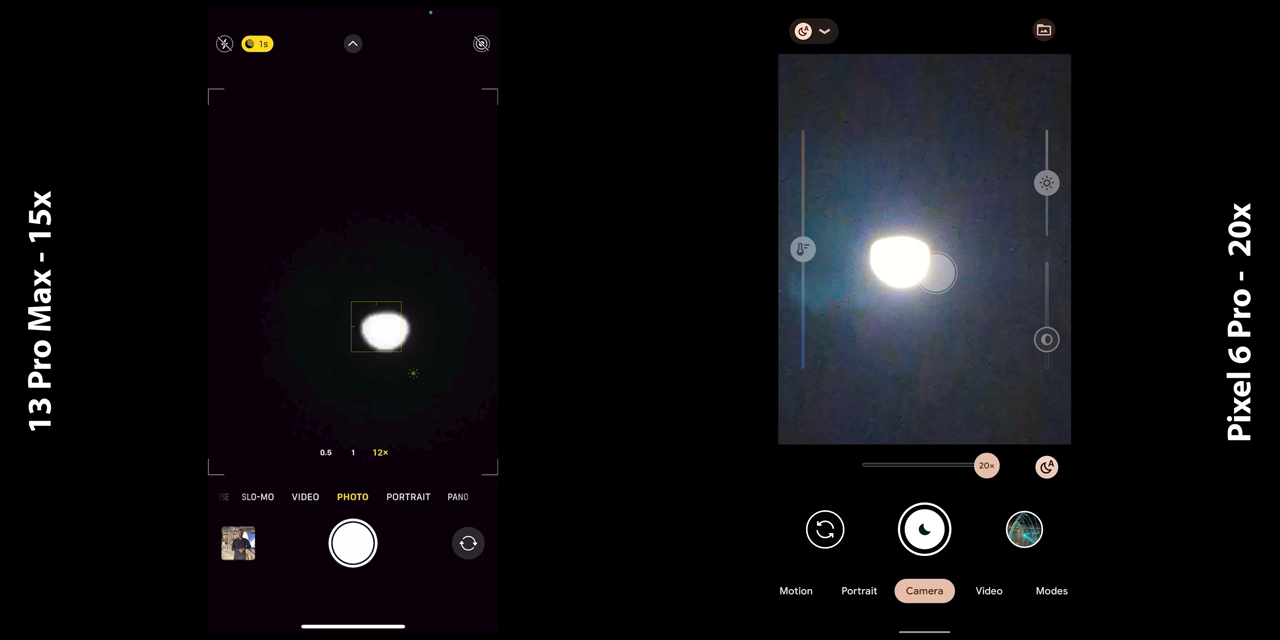 13 Pro Max - 15x
1s
0.5 1 12×
SLO-MO VIDEO PHOTO PORTRAIT PANO
A
20×
A
Motion Portrait Camera Video Modes
Pixel 6 Pro - 20x